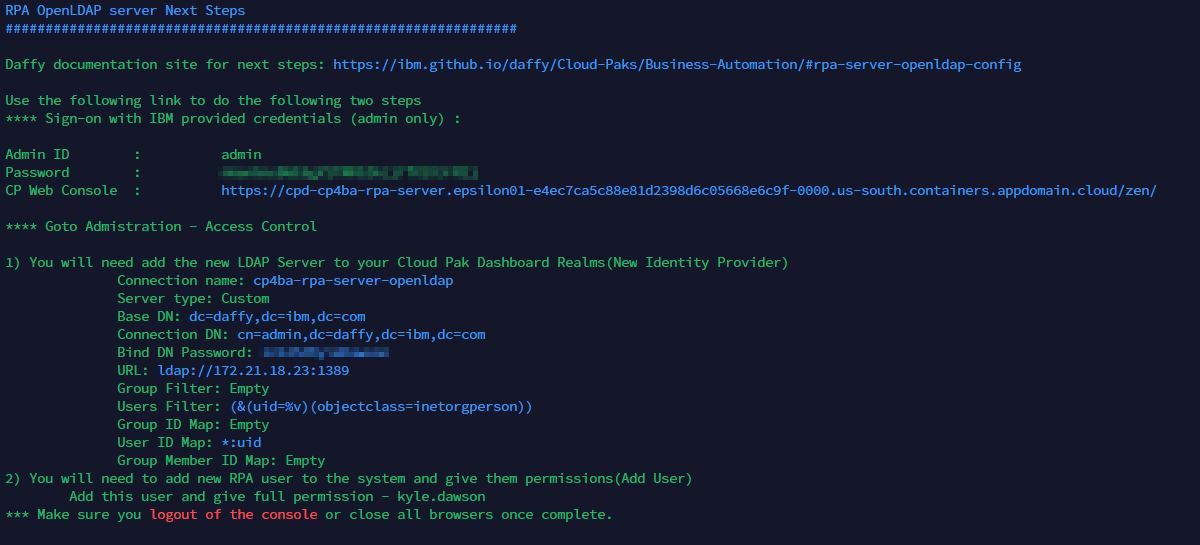 RPA OpenLDAP server Next Steps
################################################################
Daffy documentation site for next steps: https://ibm.github.io/daffy/Cloud-Paks/Business-Automation/#rpa-server-openldap-config
Use the following link to do the following two steps
**** Sign-on with IBM provided credentials (admin only) :
Admin ID : admin
Password :
CP Web Console : https://cpd-cp4ba-rpa-server.epsilon01-e4ec7ca5c88e81d2398d6c05668e6c9f-0000.us-south.containers.appdomain.cloud/zen/
**** Goto Admistration - Access Control
1) You will need add the new LDAP Server to your Cloud Pak Dashboard Realms(New Identity Provider)
Connection name: cp4ba-rpa-server-openldap
Server type: Custom
Base DN: dc=daffy,dc=ibm,dc=com
Connection DN: cn=admin,dc=daffy,dc=ibm,dc=com
Bind DN Password:
URL: ldap://172.21.18.23:1389
Group Filter: Empty
Users Filter: (&(uid=%v)(objectclass=inetorgperson))
Group ID Map: Empty
User ID Map: *:uid
Group Member ID Map: Empty
2) You will need to add new RPA user to the system and give them permissions(Add User)
Add this user and give full permission - kyle.dawson
*** Make sure you logout of the console or close all browsers once complete.